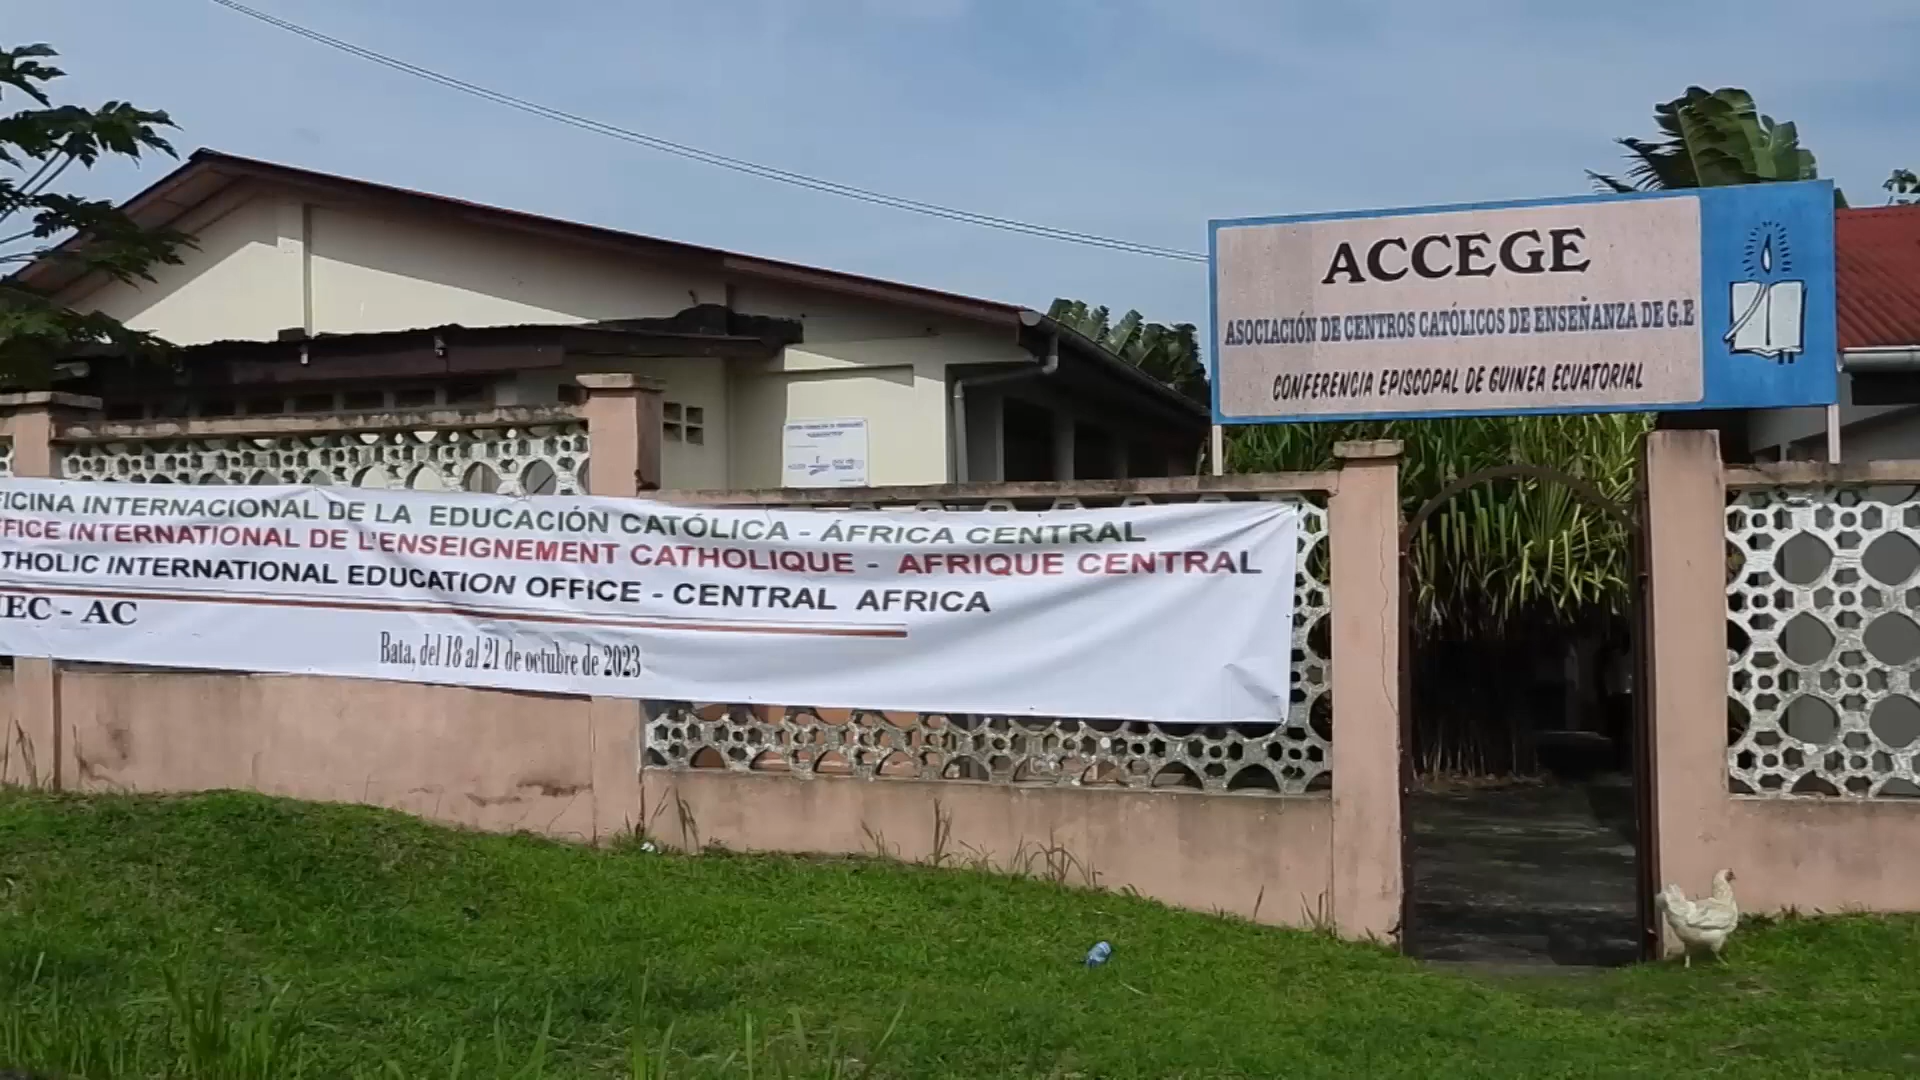 ACCEGE
ASOCIACIÓN DE CENTROS CATÓLICOS DE ENSEÑANZA DE G.E
CONFERENCIA EPISCOPAL DE GUINEA ECUATORIAL
FICINA INTERNACIONAL DE LA EDUCACIÓN CATÓLICA - ÁFRICA CENTRAL
FFICE INTERNATIONAL DE L'ENSEIGNEMENT CATHOLIQUE - AFRIQUE CENTRAL
THOLIC INTERNATIONAL EDUCATION OFFICE - CENTRAL AFRICA
IEC - AC
Bata, del 18 al 21 de octubre de 2023